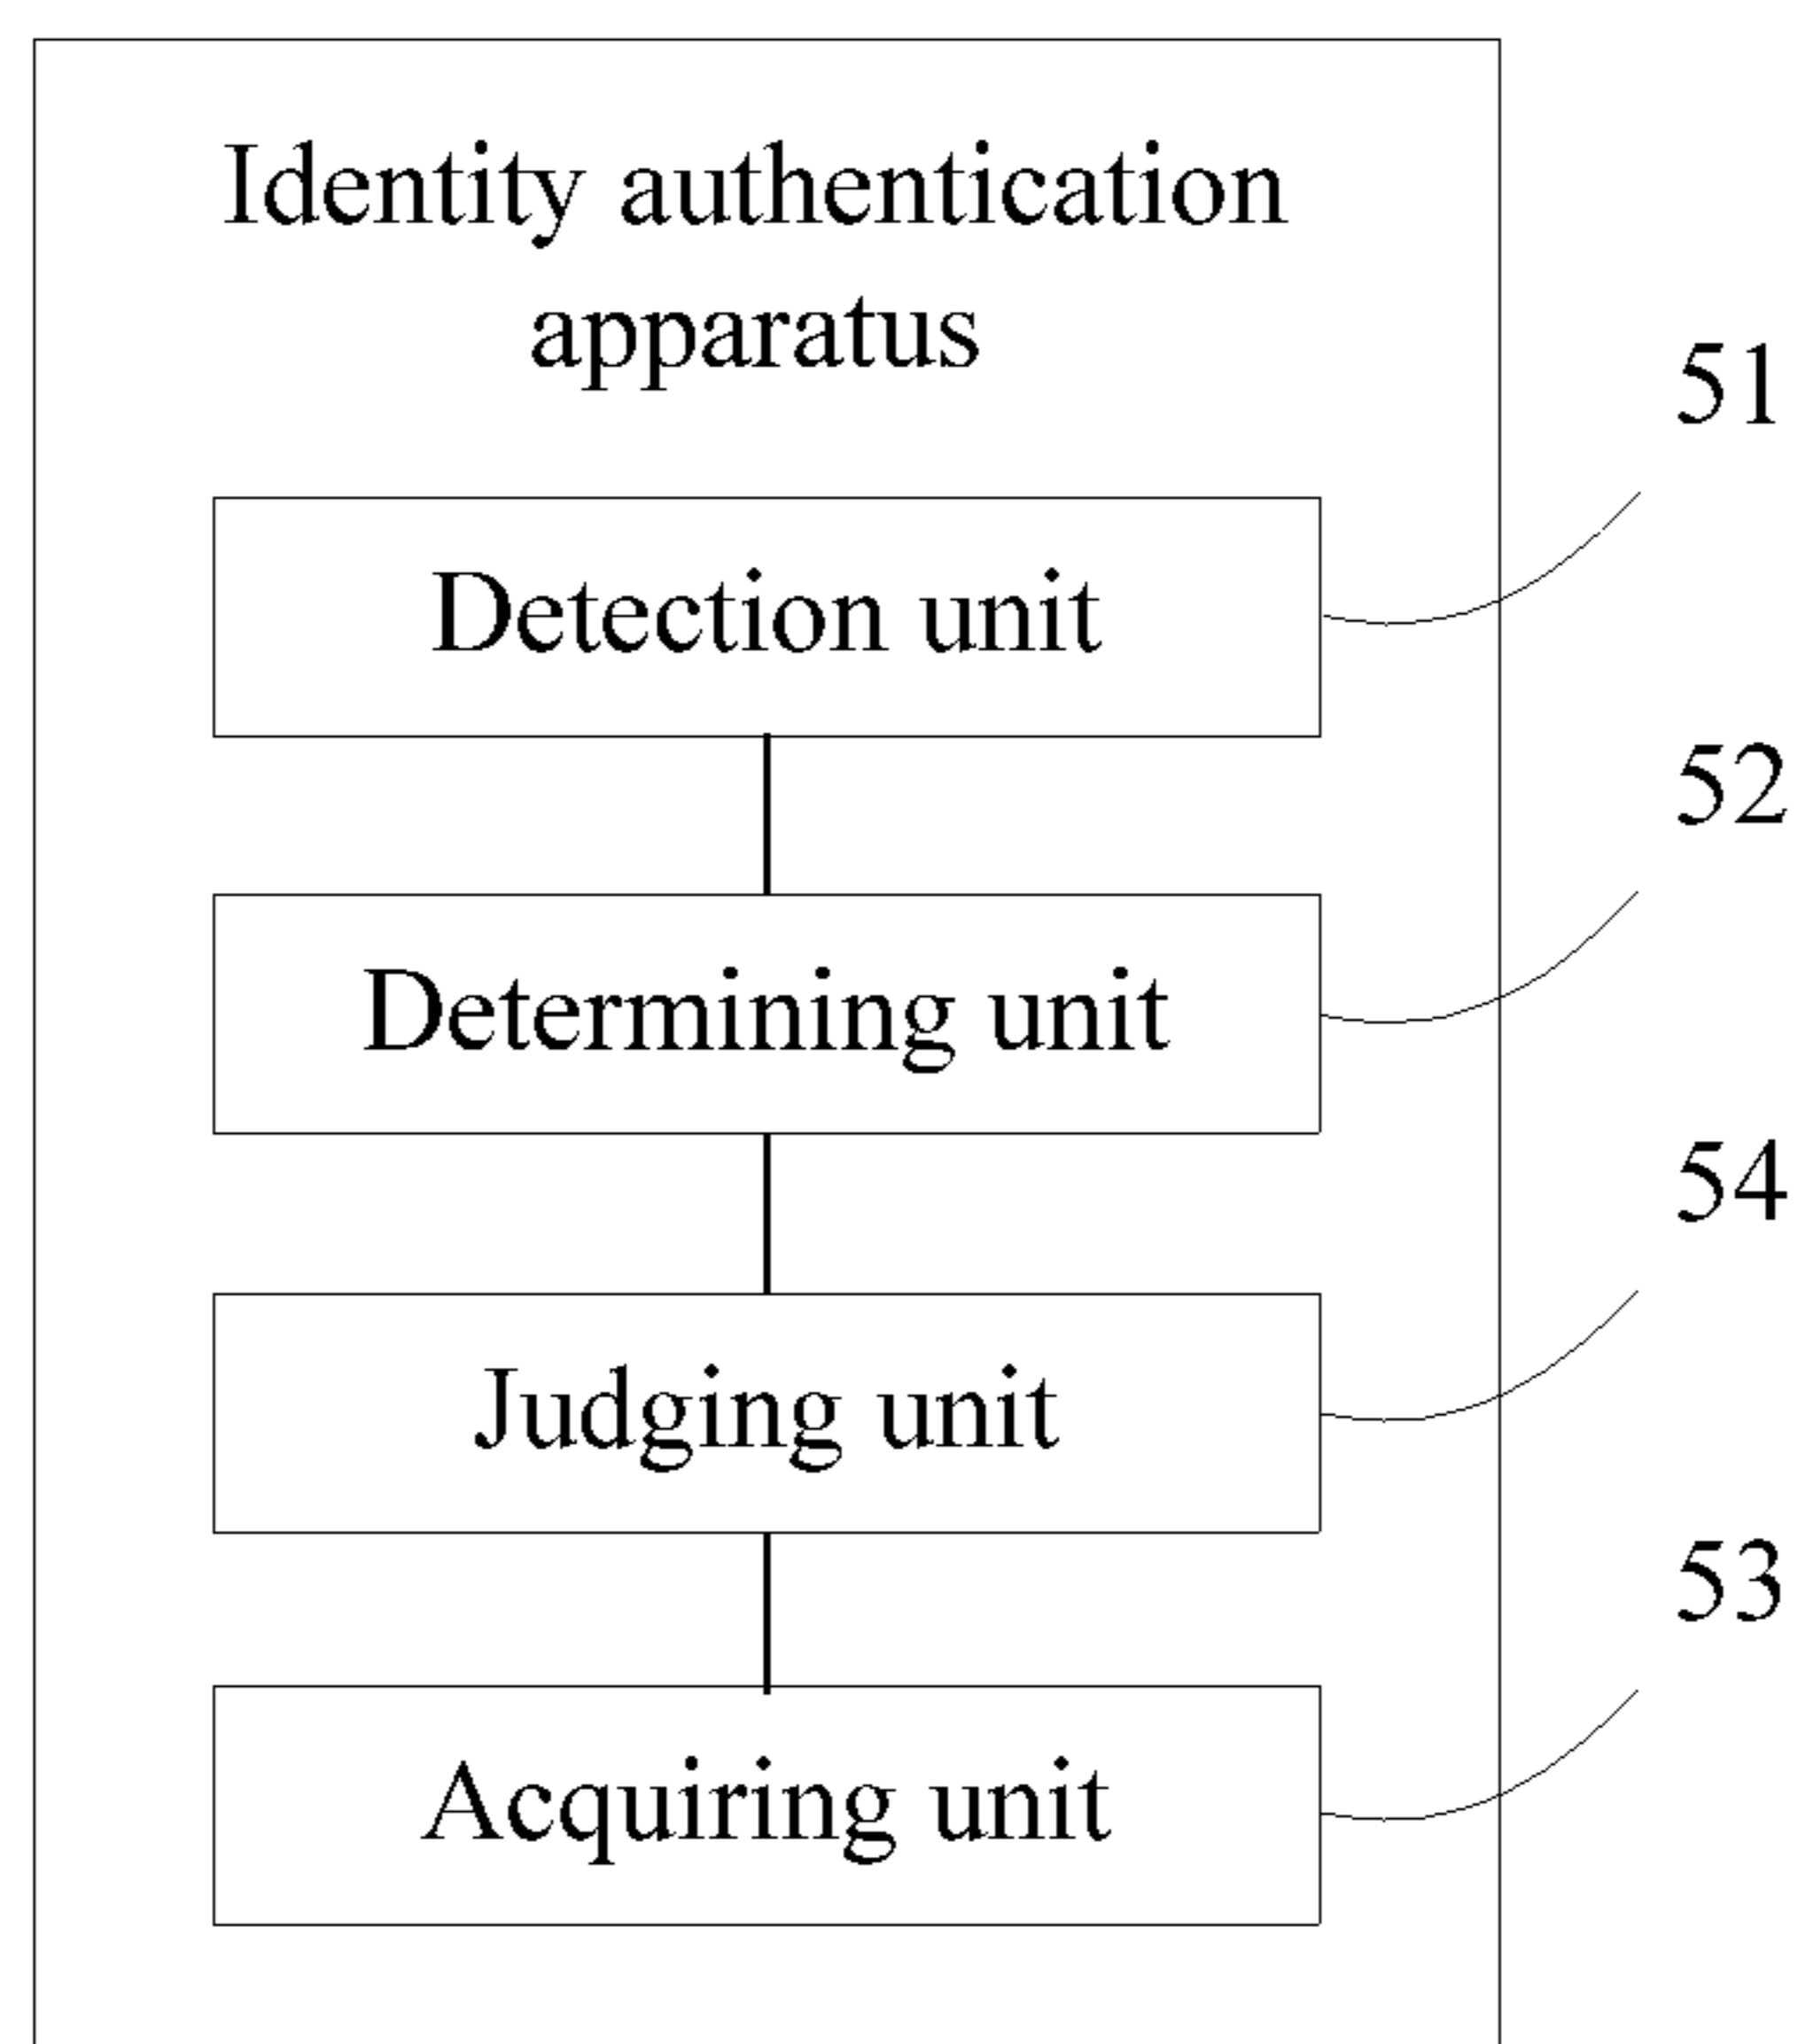 Identity authentication
apparatus
51
Detection unit
52
Determining unit
54
Judging unit
53
Acquiring unit